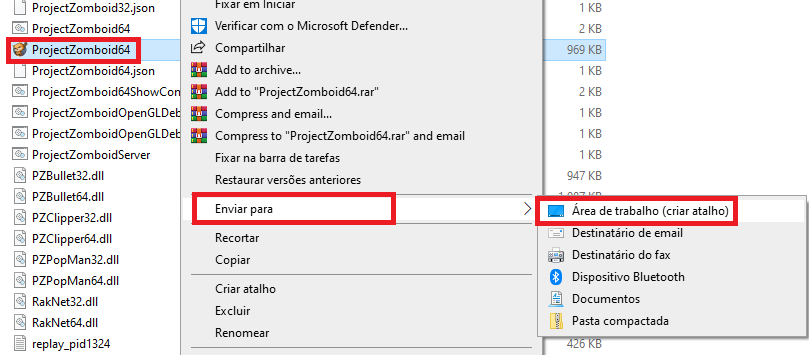 ProjectZomboid32.json
Fixar em Iniciar
1 KB
ProjectZomboid64
Verificar com o Microsoft Defender...
2 KB
ProjectZomboid64
Compartilhar
969 KB
ProjectZomboid64.json
Add to archive...
1 KB
ProjectZomboid64ShowCon
Add to "ProjectZomboid64.rar"
2 KB
ProjectZomboidOpenGLDeb
Compress and email...
1 KB
ProjectZomboidOpenGLDeb
Compress to "ProjectZomboid64.rar" and email
1 KB
ProjectZomboidServer
Fixar na barra de tarefas
1 KB
PZBullet32.dll
Restaurar versões anteriores
947 KB
PZBullet64.dll
PZClipper32.dll
Enviar para
Área de trabalho (criar atalho)
PZClipper64.dll
Recortar
Destinatário de email
PZPopMan32.dll
Copiar
Destinatário do fax
PZPopMan64.dll
Dispositivo Bluetooth
RakNet32.dll
Criar atalho
Documentos
RakNet64.dll
Excluir
Pasta compactada
replay_pid1324
Renomear
426 KB